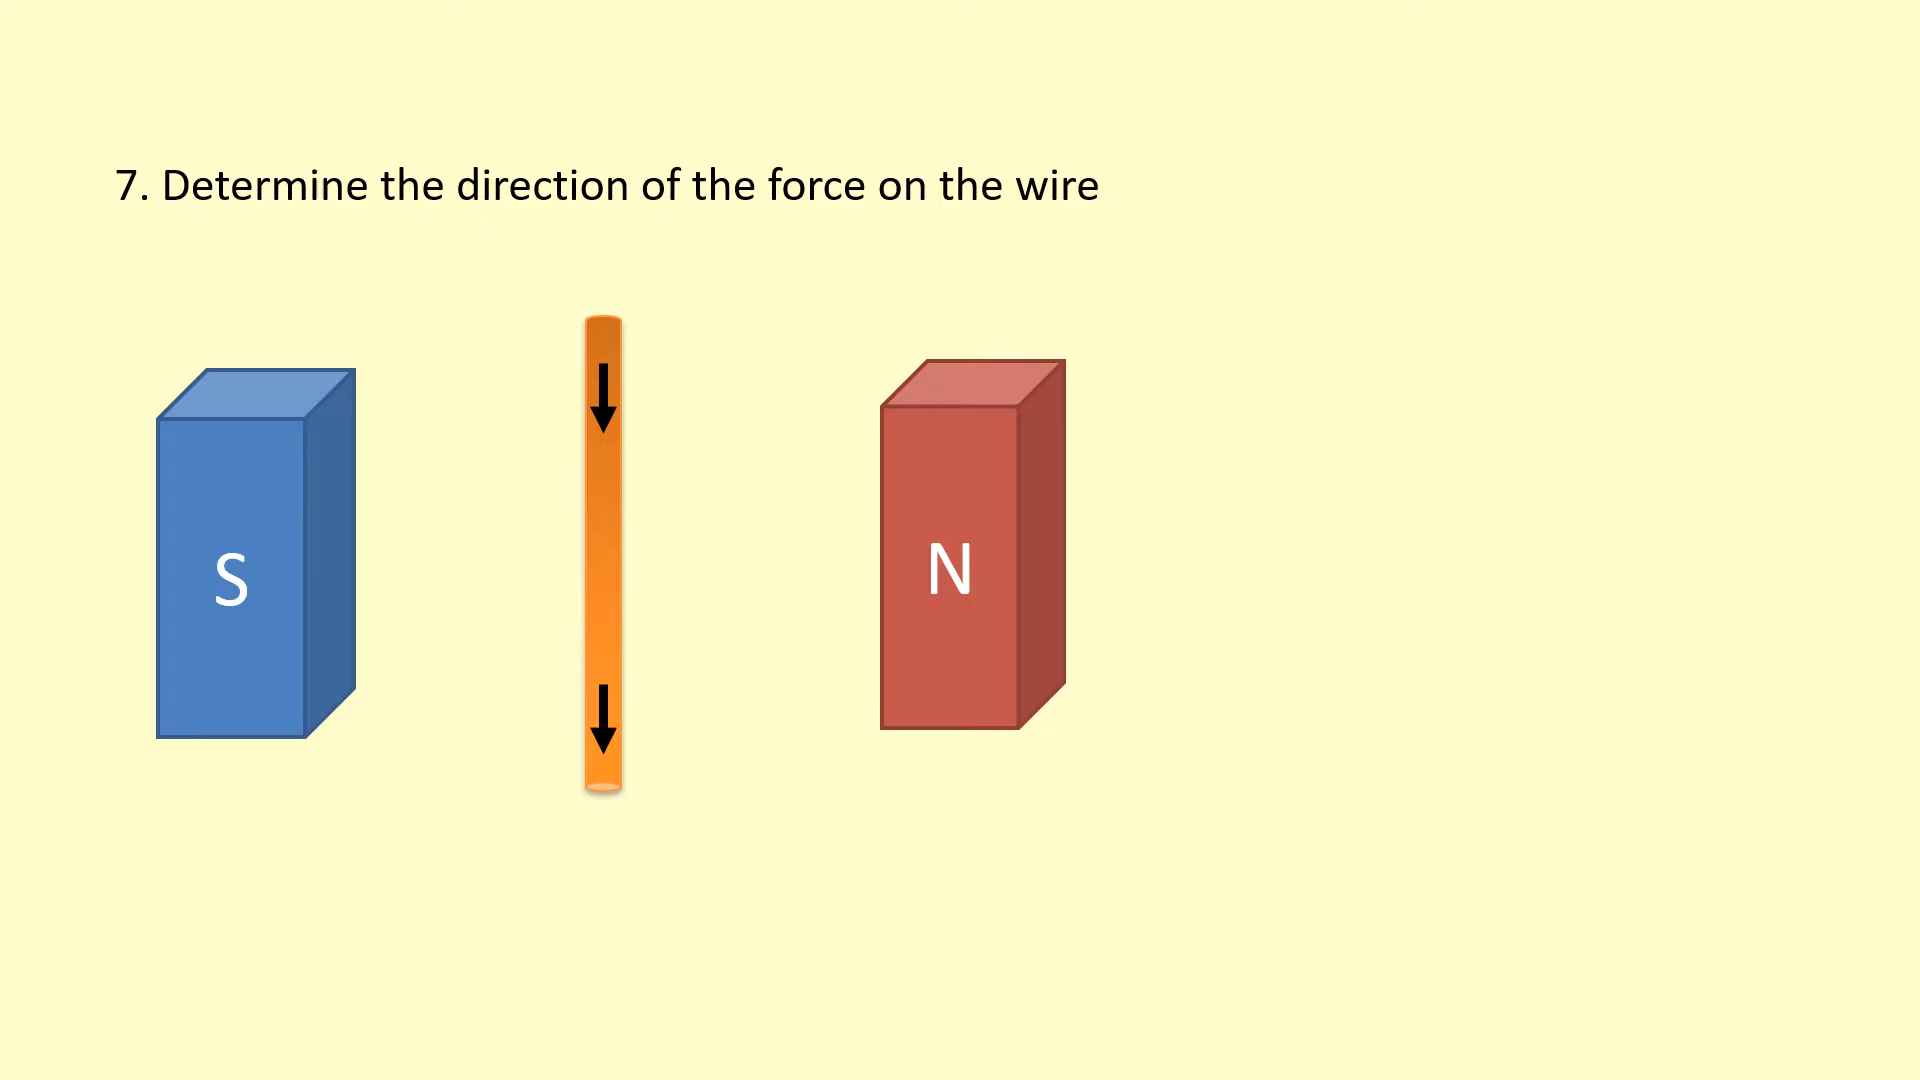 7. Determine the direction of the force on the wire
S
N